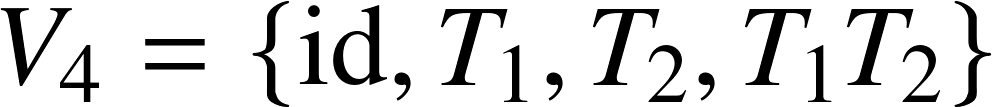 V₄ = {id, T₁, T₂, T₁T₂}